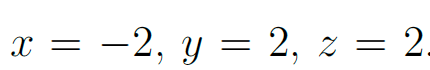 x = −2, y = 2, z = 2.